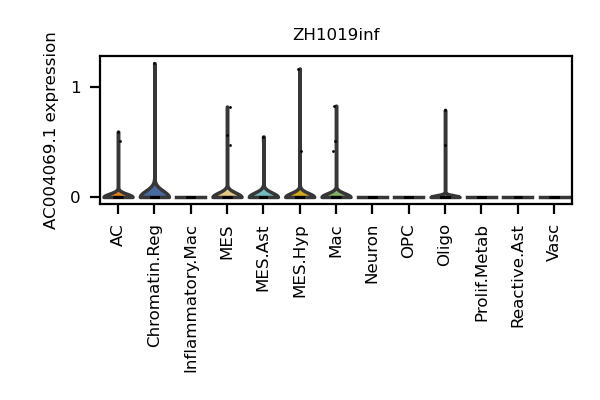 ZH1019inf
AC004069.1 expression
1
0
AC
Chromatin.Reg
Inflammatory.Mac
MES
MES.Ast
MES.Hyp
Mac
Neuron
OPC
Oligo
Prolif.Metab
Reactive.Ast
Vasc